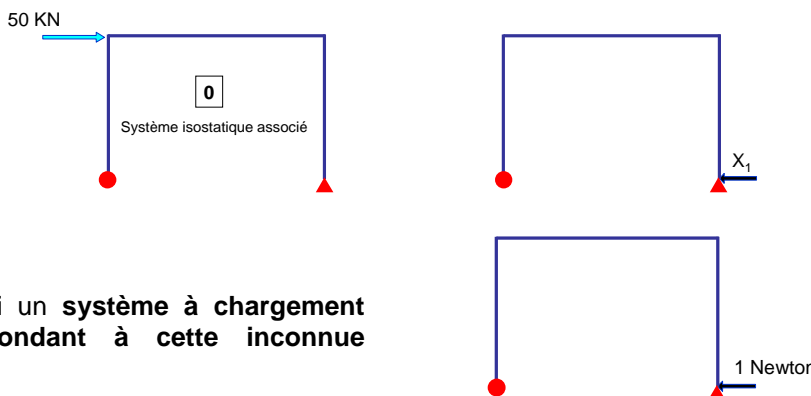 50 KN
0
Système isostatique associé
X1
i un système à chargement
ondant à cette inconnue
1 Newton